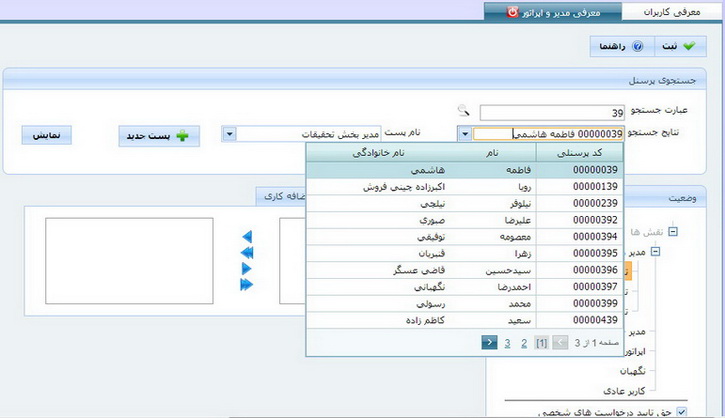 معرفی کاربران
معرفی مدیر و اپراتور
ثبت
راهنما
جستجوی پرسنل
عبارت جستجو
39
نتایج جستجو
00000039 فاطمه هاشمی
نام پست
مدیر بخش تحقیقات
پست جدید
نمایش
کد پرسنلی نام نام خانوادگی
00000039 فاطمه هاشمی
00000139 رویا اکبرزاده چینی فروش
00000239 نیلوفر نیلچی
00000392 علیرضا صبوری
00000394 معصومه توفیقی
00000395 زهرا قنبریان
00000396 سیدحسین قاضی عسگر
00000397 احمدرضا نگهبانی
00000399 محمد رسولی
00000439 سعید کاظم زاده
صفحه 1 از 3
[1] 2 3
وضعیت
ضافه کاری
نقش ها
مدیر
مدیر
اپراتور
نگهبان
کاربر عادی
حق تایید درخواست های شخصی